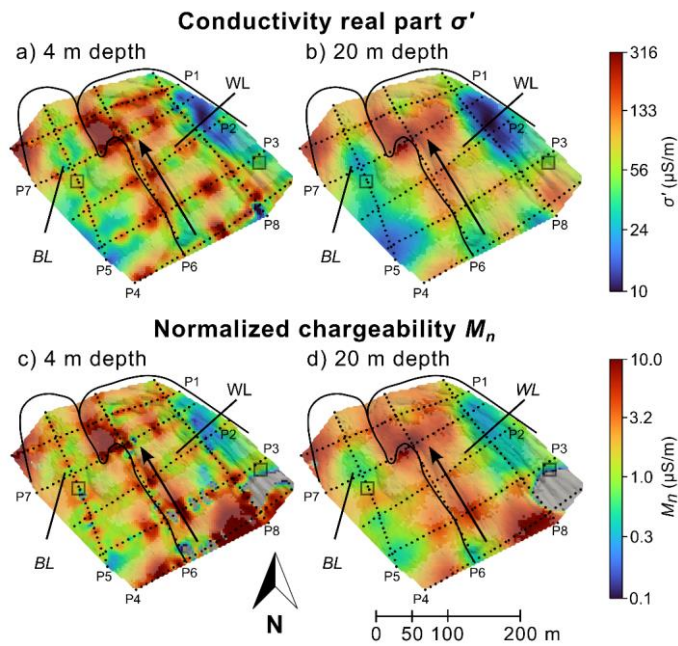 Conductivity real part σ'
a) 4 m depth
b) 20 m depth
P1
WL
P2
P3
P7
BL
P5
P4
P6
P8
P1
WL
P2
P3
P7
BL
P5
P4
P6
P8
316
133
56
24
10
σ' (µS/m)
Normalized chargeability Mn
c) 4 m depth
d) 20 m depth
P1
WL
P2
P3
P7
BL
P5
P4
P6
P8
P1
WL
P2
P3
P7
BL
P5
P4
P6
P8
10.0
3.2
1.0
0.3
0.1
Mn (µS/m)
N
0 50 100 200 m